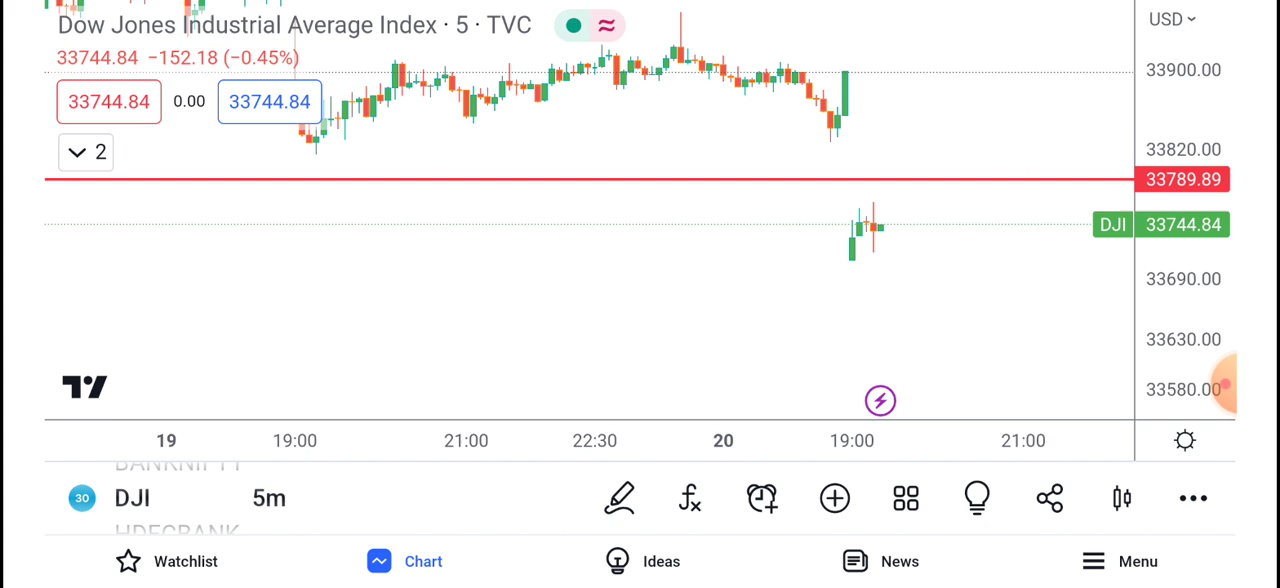 Dow Jones Industrial Average Index · 5 · TVC
USD
33744.84 −152.18 (−0.45%)
33900.00
33744.84 0.00 33744.84
2
33820.00
33789.89
DJI 33744.84
33690.00
33630.00
33580.00
19 19:00 21:00 22:30 20 19:00 21:00
BANKNIFTY
30 DJI 5m
HDFCBANK
Watchlist Chart Ideas News Menu